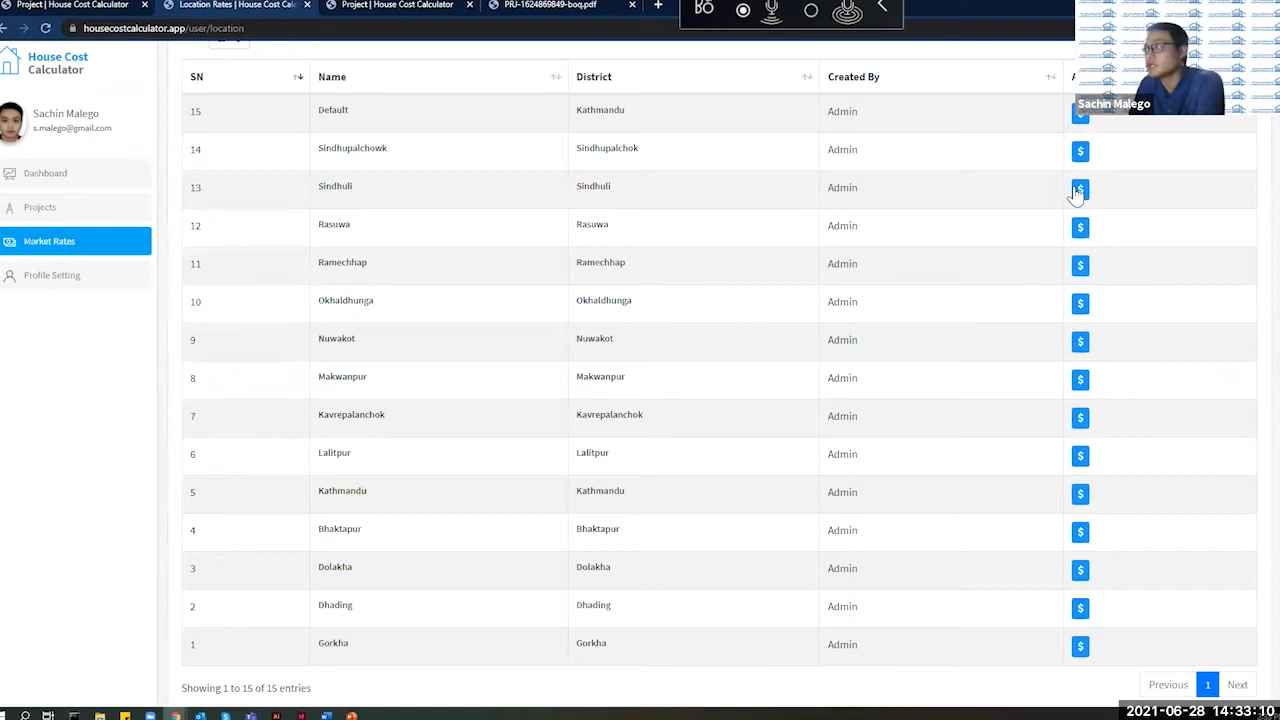 Project | House Cost Calculator
Location Rates | House Cost Cal
Project | House Cost Calculator
PRJ-1624869849-boq.pdf
housecostcalculator.app/user/location
House Cost
Calculator
Sachin Malego
s.malego@gmail.com
Dashboard
Projects
Market Rates
Profile Setting
Sachin Malego
SN Name District Created By A
15 Default Kathmandu Admin
14 Sindhupalchowk Sindhupalchok Admin $
13 Sindhuli Sindhuli Admin $
12 Rasuwa Rasuwa Admin $
11 Ramechhap Ramechhap Admin $
10 Okhaldhunga Okhaldhunga Admin $
9 Nuwakot Nuwakot Admin $
8 Makwanpur Makwanpur Admin $
7 Kavrepalanchok Kavrepalanchok Admin $
6 Lalitpur Lalitpur Admin $
5 Kathmandu Kathmandu Admin $
4 Bhaktapur Bhaktapur Admin $
3 Dolakha Dolakha Admin $
2 Dhading Dhading Admin $
1 Gorkha Gorkha Admin $
Showing 1 to 15 of 15 entries
Previous 1 Next
2021-06-28 14:33:10